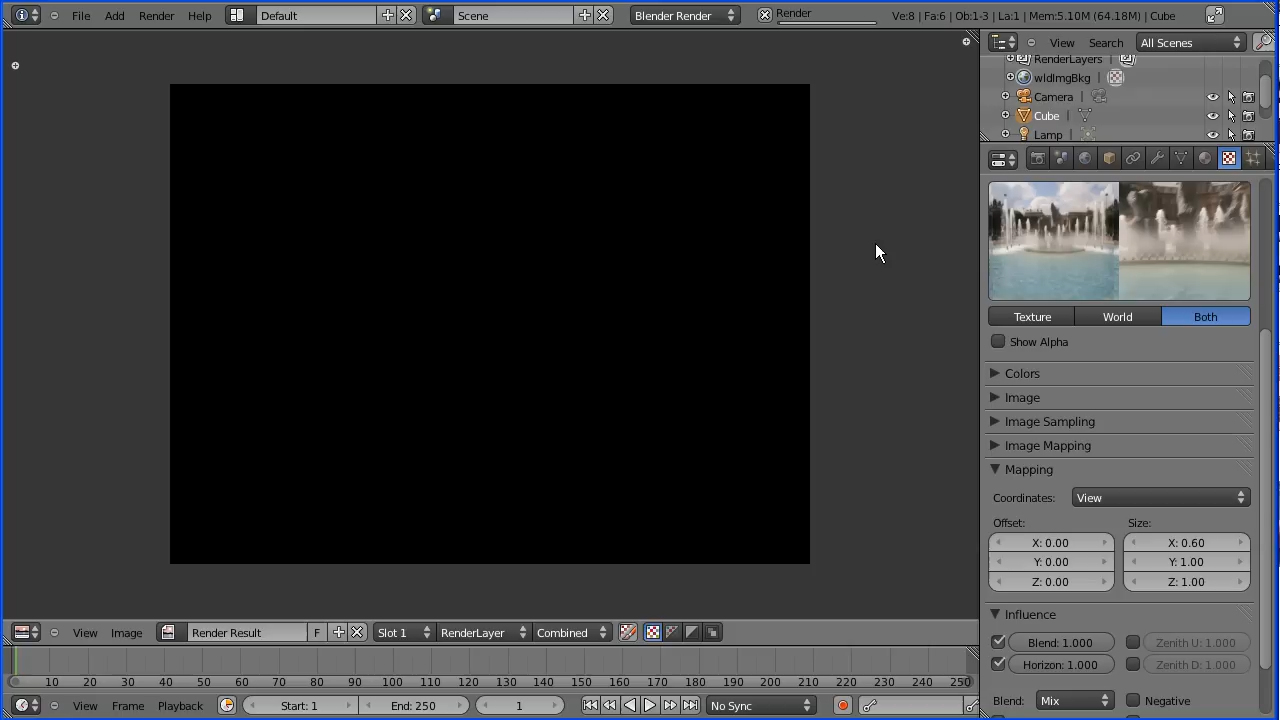 File Add Render Help Default Scene Blender Render Render Ve:8 | Fa:6 | Ob:1-3 | La:1 | Mem:5.10M (64.18M) | Cube
View Search All Scenes
RenderLayers
wldImgBkg
Camera
Cube
Lamp
Texture World Both
Show Alpha
Colors
Image
Image Sampling
Image Mapping
Mapping
Coordinates: View
Offset: Size:
X: 0.00 X: 0.60
Y: 0.00 Y: 1.00
Z: 0.00 Z: 1.00
Influence
Blend: 1.000 Zenith U: 1.000
Horizon: 1.000 Zenith D: 1.000
Blend: Mix Negative
View Image Render Result F Slot 1 RenderLayer Combined
10 20 30 40 50 60 70 80 90 100 110 120 130 140 150 160 170 180 190 200 210 220 230 240 250
View Frame Playback Start: 1 End: 250 1 No Sync